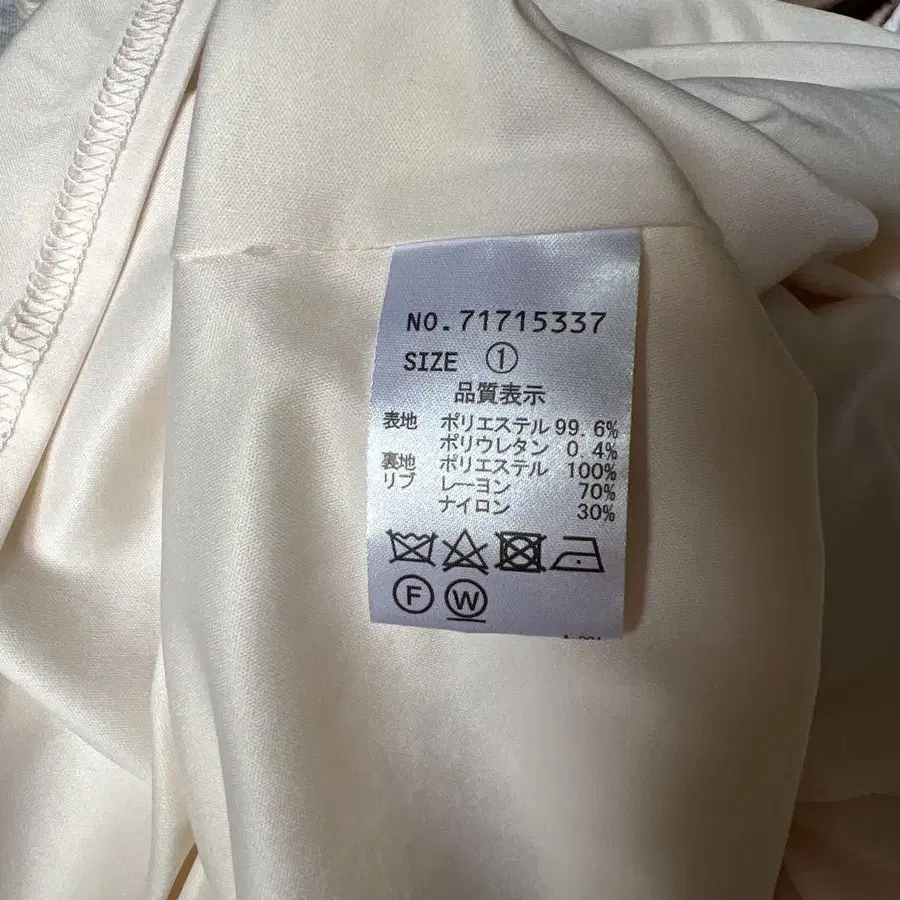 NO.71715337
SIZE ①
品質表示
表地 ポリエステル 99.6%
ポリウレタン 0.4%
裏地 ポリエステル 100%
リブ レーヨン 70%
ナイロン 30%
F W